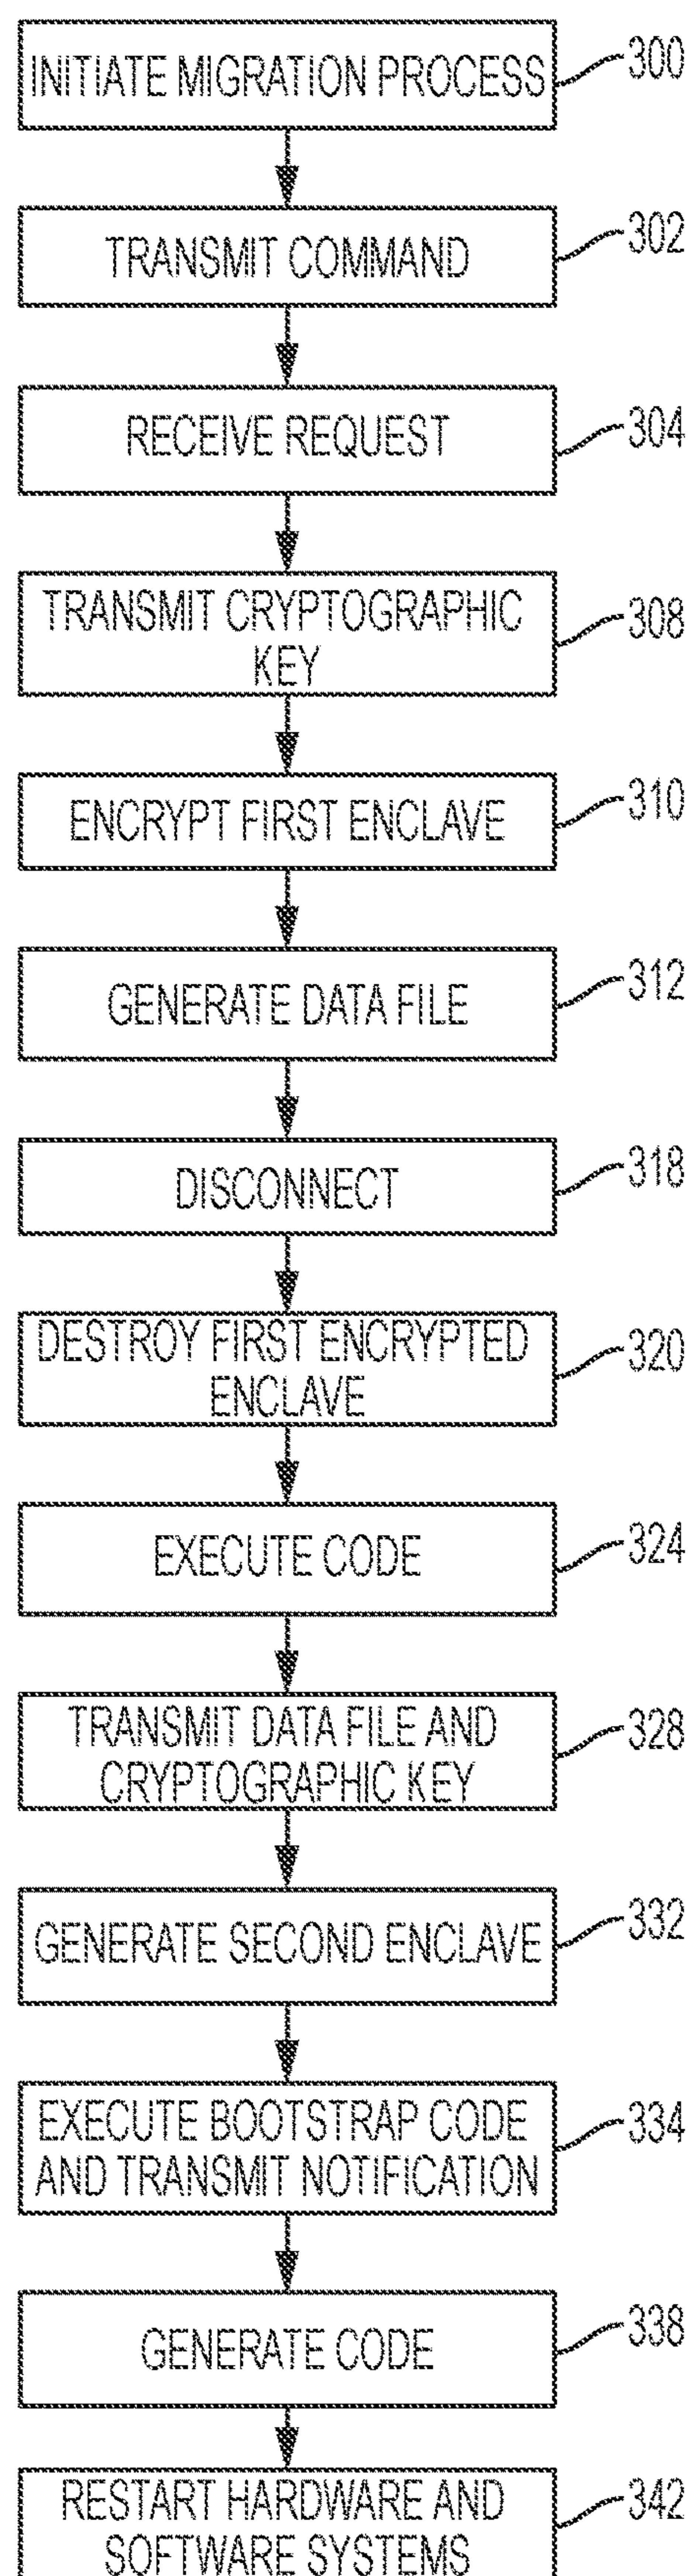 INITIATE MIGRATION PROCESS
300
TRANSMIT COMMAND
302
RECEIVE REQUEST
304
TRANSMIT CRYPTOGRAPHIC
KEY
308
ENCRYPT FIRST ENCLAVE
310
GENERATE DATA FILE
312
DISCONNECT
318
DESTROY FIRST ENCRYPTED
ENCLAVE
320
EXECUTE CODE
324
TRANSMIT DATA FILE AND
CRYPTOGRAPHIC KEY
328
GENERATE SECOND ENCLAVE
332
EXECUTE BOOTSTRAP CODE
AND TRANSMIT NOTIFICATION
334
GENERATE CODE
338
RESTART HARDWARE AND
SOFTWARE SYSTEMS
342